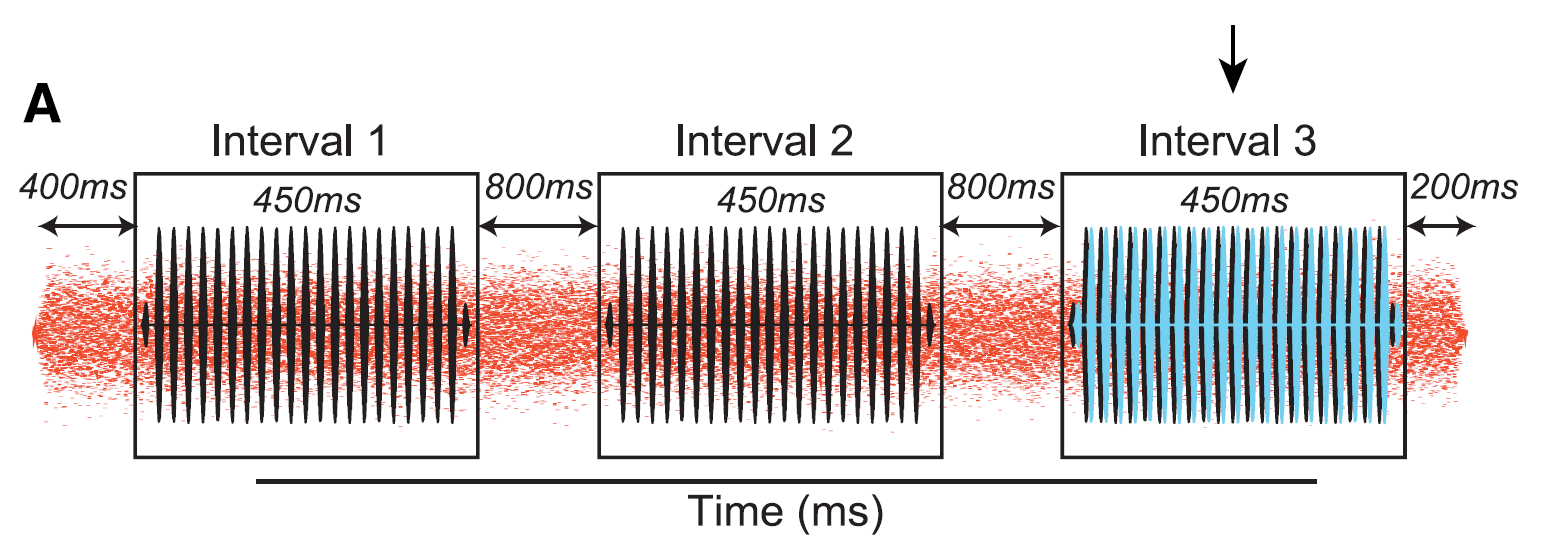 A
Interval 1 Interval 2 Interval 3
400ms 450ms 800ms 450ms 800ms 450ms 200ms
Time (ms)